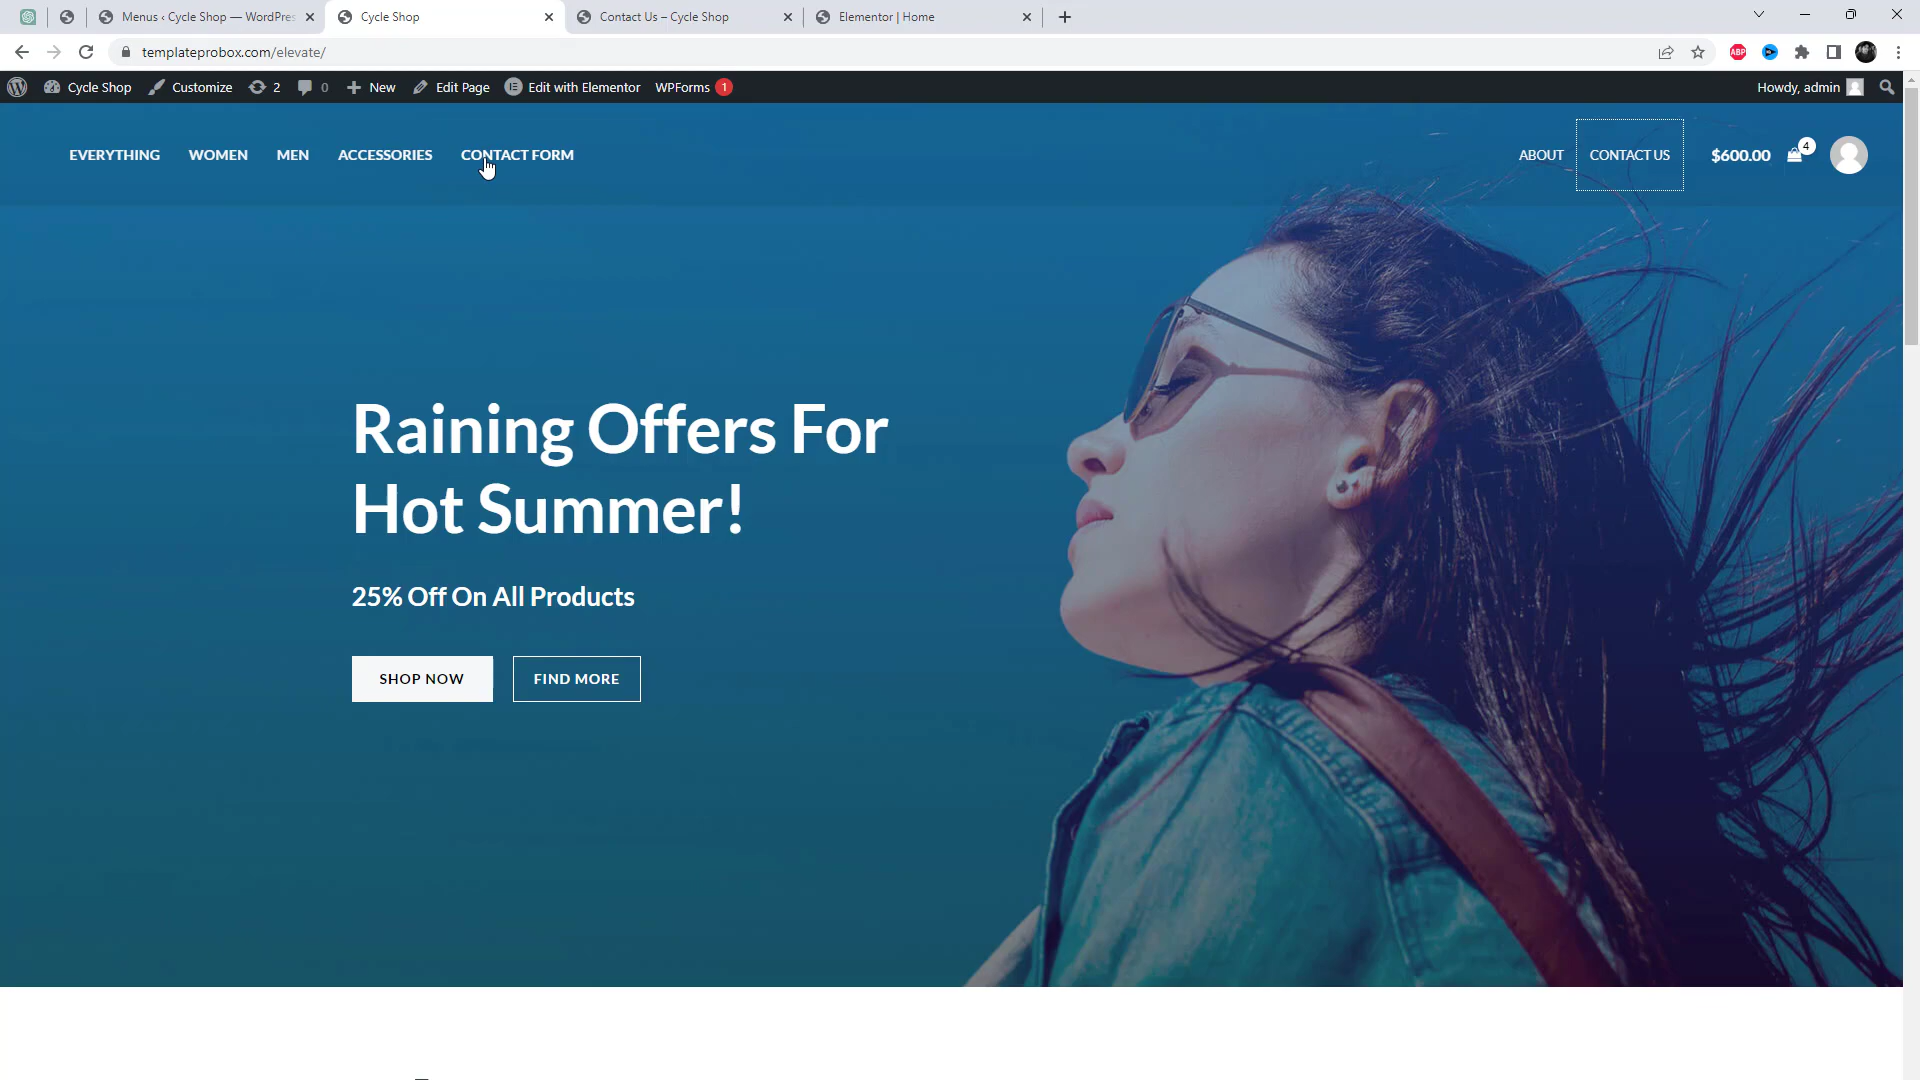 Menus ‹ Cycle Shop — WordPres
Cycle Shop
Contact Us – Cycle Shop
Elementor | Home
templateprobox.com/elevate/
ABP
Cycle Shop
Customize
2
0
New
Edit Page
Edit with Elementor
WPForms 1
Howdy, admin
EVERYTHING
WOMEN
MEN
ACCESSORIES
CONTACT FORM
ABOUT
CONTACT US
$600.00
4
Raining Offers For
Hot Summer!
25% Off On All Products
SHOP NOW
FIND MORE